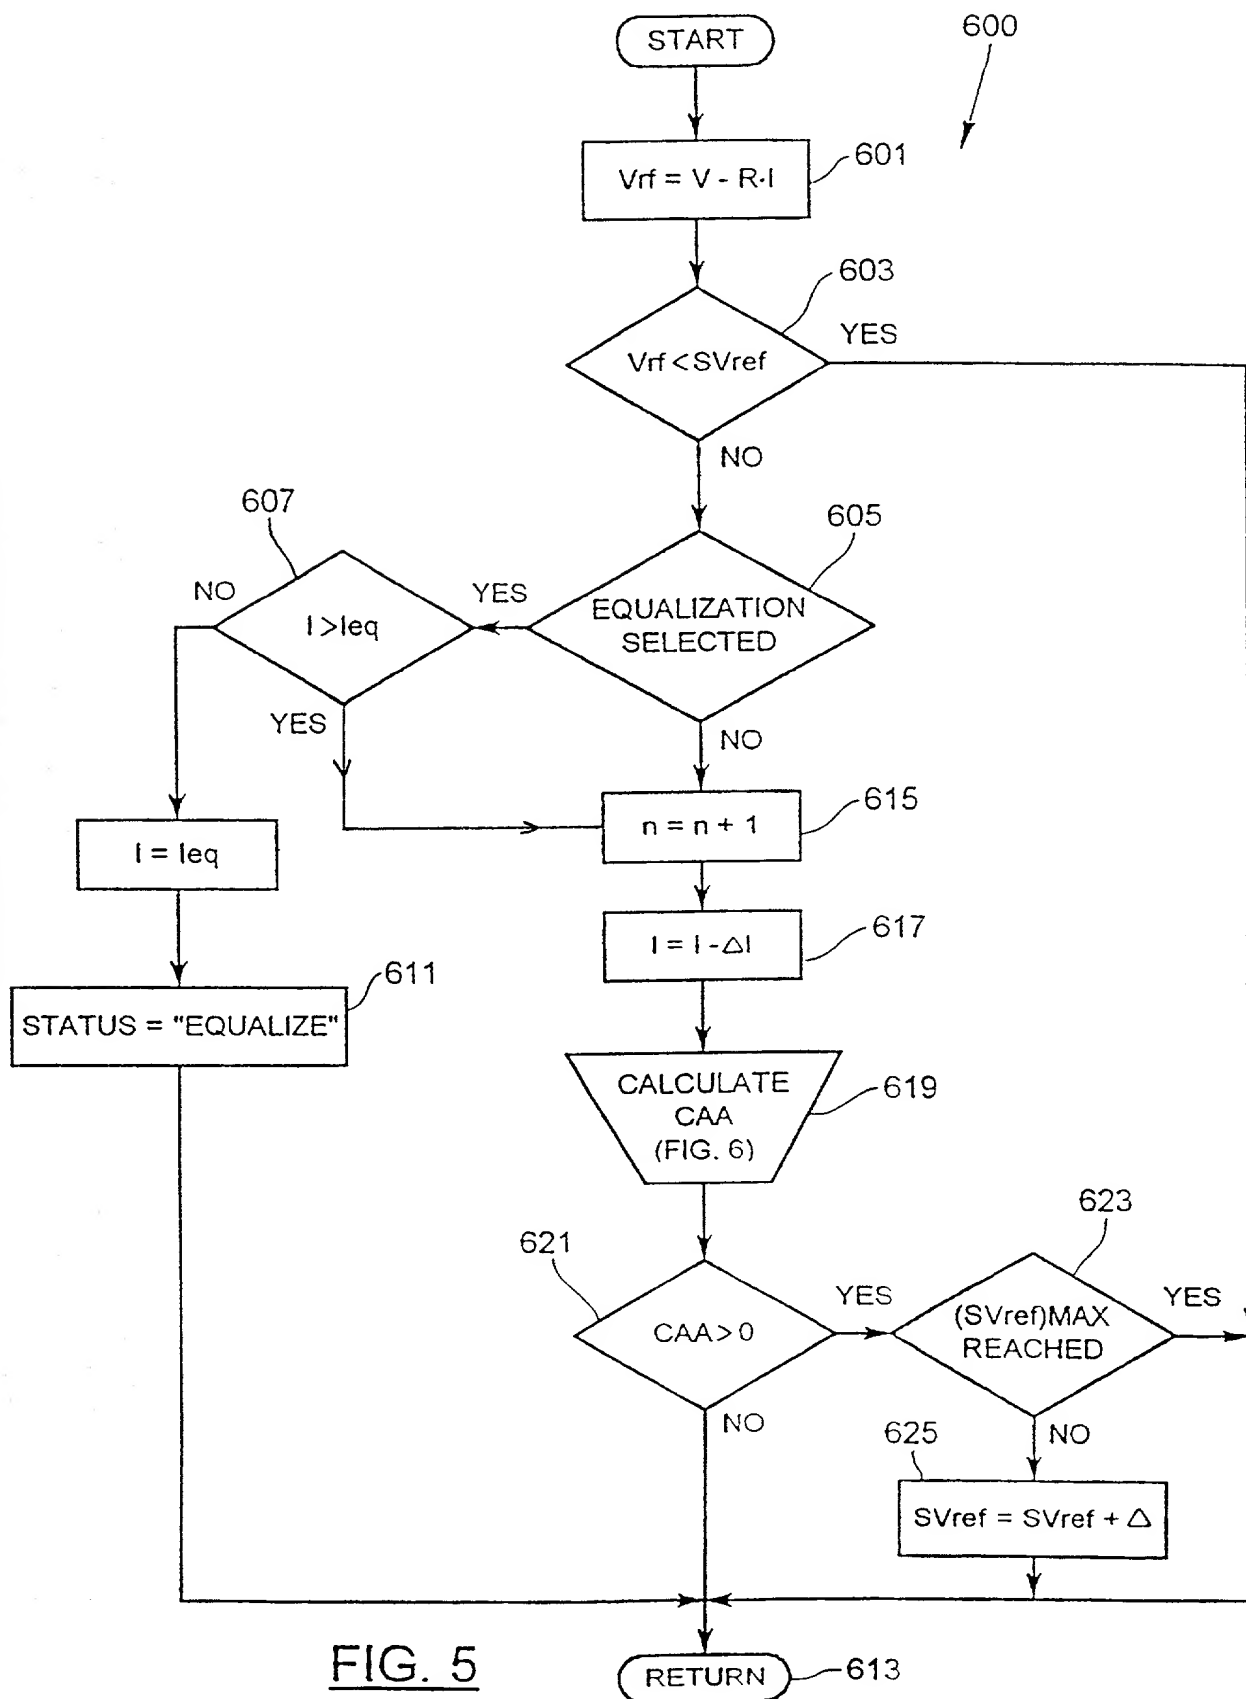 START
600
Vrf = V - R·I
601
603
Vrf < SVref
YES
NO
607
605
NO
I > Ieq
YES
EQUALIZATION
SELECTED
YES
NO
I = Ieq
n = n + 1
615
I = I - △I
617
STATUS = "EQUALIZE"
611
CALCULATE
CAA
(FIG. 6)
619
621
623
CAA > 0
YES
(SVref)MAX
REACHED
YES
NO
NO
625
SVref = SVref + △
FIG. 5
RETURN
613